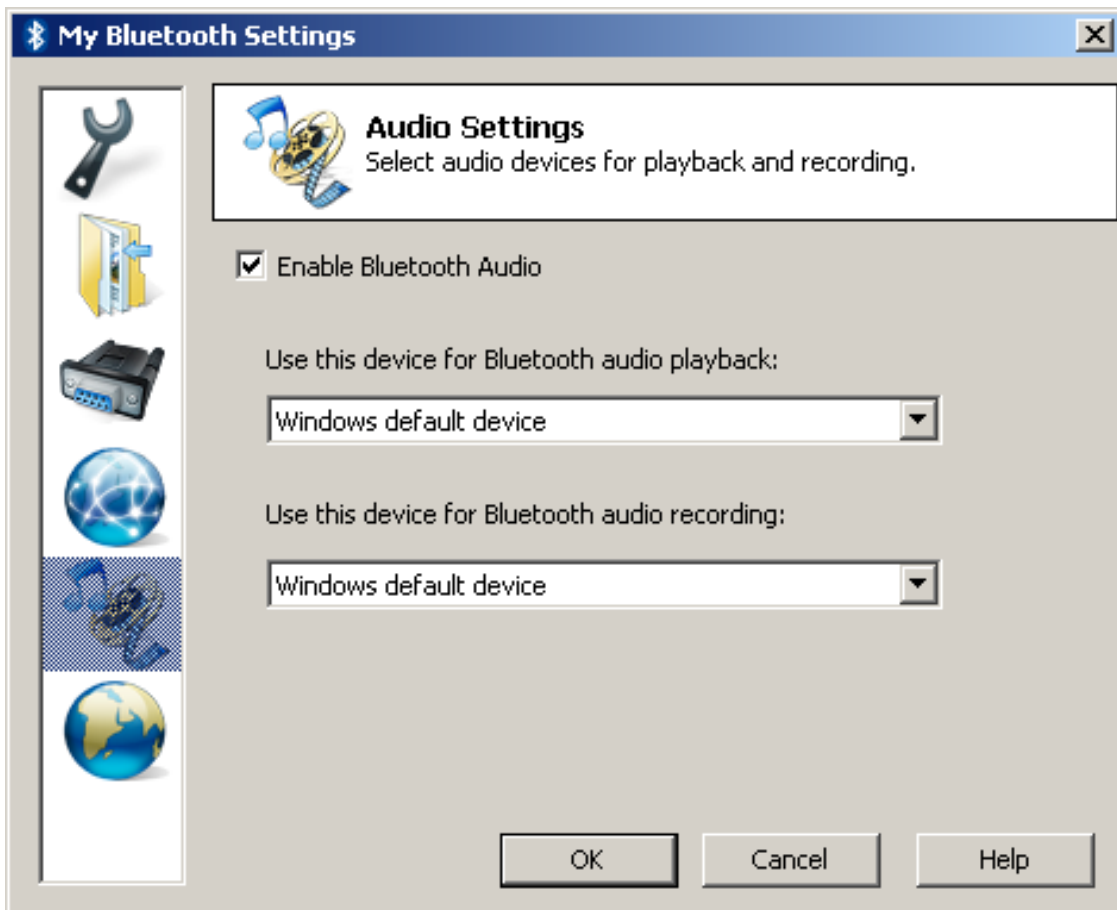 My Bluetooth Settings
Audio Settings
Select audio devices for playback and recording.
Enable Bluetooth Audio
Use this device for Bluetooth audio playback:
Windows default device
Use this device for Bluetooth audio recording:
Windows default device
OK
Cancel
Help